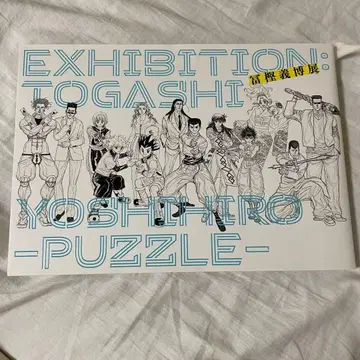 EXHIBITION:
TOGASHI
冨樫義博展
YOSHIHIRO
-PUZZLE-